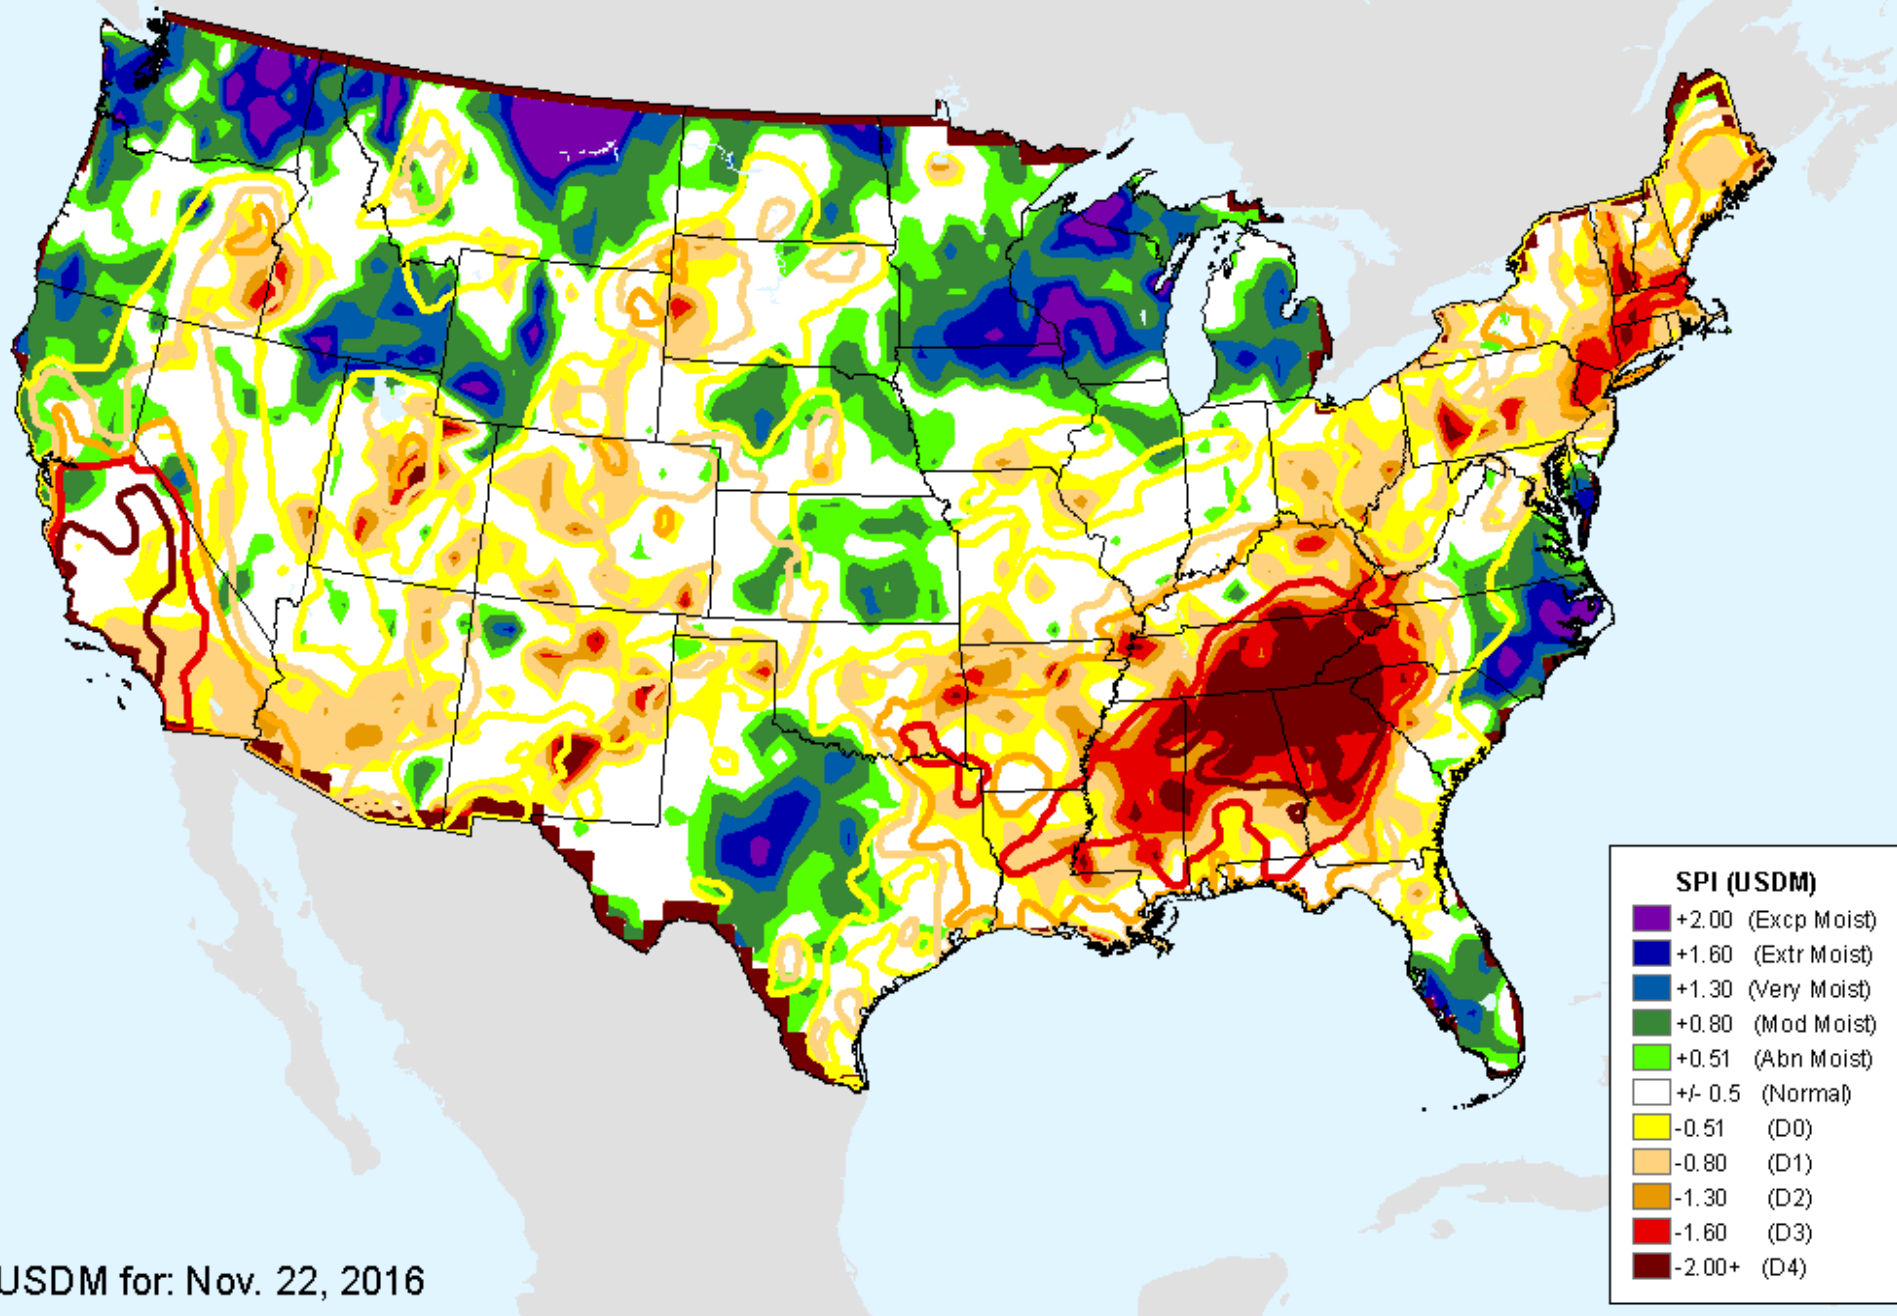 SPI (USDM)
+2.00 (Excp Moist)
+1.60 (Extr Moist)
+1.30 (Very Moist)
+0.80 (Mod Moist)
+0.51 (Abn Moist)
+/- 0.5 (Normal)
-0.51 (D0)
-0.80 (D1)
-1.30 (D2)
-1.60 (D3)
-2.00+ (D4)
USDM for: Nov. 22, 2016